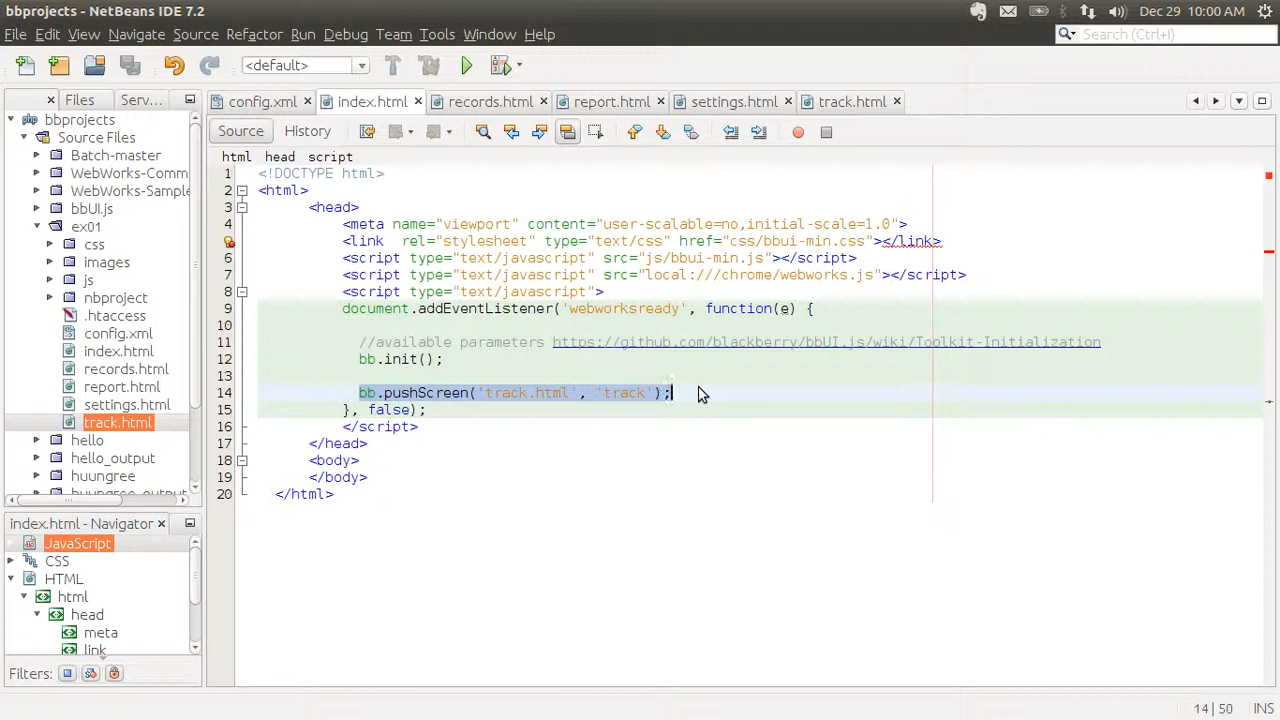 bbprojects - NetBeans IDE 7.2
Dec 29 10:00 AM
File Edit View Navigate Source Refactor Run Debug Team Tools Window Help
Search (Ctrl+I)
<default>
Files Serv...
config.xml index.html records.html report.html settings.html track.html
bbprojects
Source Files
Batch-master
WebWorks-Comm
WebWorks-Sample
bbUI.js
ex01
css
images
js
nbproject
.htaccess
config.xml
index.html
records.html
report.html
settings.html
track.html
hello
hello_output
huungree
huungree_output
Source History
html head script
1 <!DOCTYPE html>
2 <html>
3 <head>
4 <meta name="viewport" content="user-scalable=no,initial-scale=1.0">
<link rel="stylesheet" type="text/css" href="css/bbui-min.css"></link>
6 <script type="text/javascript" src="js/bbui-min.js"></script>
7 <script type="text/javascript" src="local:///chrome/webworks.js"></script>
8 <script type="text/javascript">
9 document.addEventListener('webworksready', function(e) {
10
11 //available parameters https://github.com/blackberry/bbUI.js/wiki/Toolkit-Initialization
12 bb.init();
13
14 bb.pushScreen('track.html', 'track');
15 }, false);
16 </script>
17 </head>
18 <body>
19 </body>
20 </html>
index.html - Navigator
JavaScript
CSS
HTML
html
head
meta
link
Filters:
14 | 50 INS